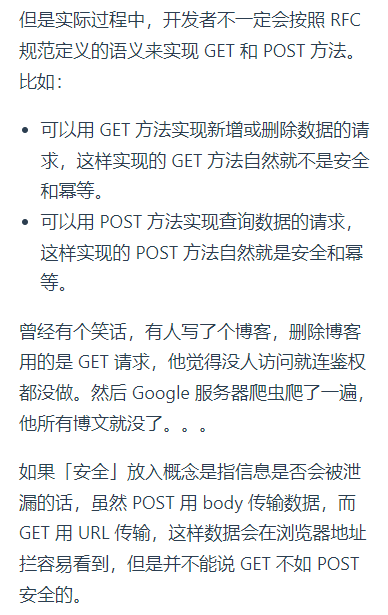 但是实际过程中，开发者不一定会按照 RFC
规范定义的语义来实现 GET 和 POST 方法。
比如：
可以用 GET 方法实现新增或删除数据的请
求，这样实现的 GET 方法自然就不是安全
和幂等。
可以用 POST 方法实现查询数据的请求，
这样实现的 POST 方法自然就是安全和幂
等。
曾经有个笑话，有人写了个博客，删除博客
用的是 GET 请求，他觉得没人访问就连鉴权
都没做。然后 Google 服务器爬虫爬了一遍，
他所有博文就没了。。。
如果「安全」放入概念是指信息是否会被泄
漏的话，虽然 POST 用 body 传输数据，而
GET 用 URL 传输，这样数据会在浏览器地址
拦容易看到，但是并不能说 GET 不如 POST
安全的。